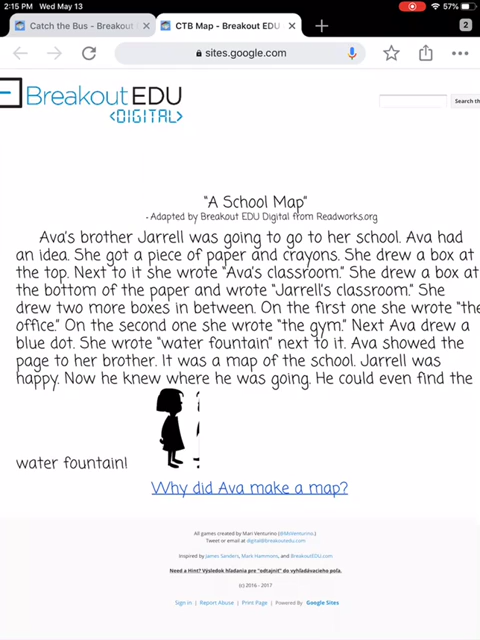 2:15 PM Wed May 13
57%
Catch the Bus - Breakout
CTB Map - Breakout EDU
2
sites.google.com
Breakout EDU
<DIGITAL>
Search th
"A School Map"
- Adapted by Breakout EDU Digital from Readworks.org
Ava's brother Jarrell was going to go to her school. Ava had
an idea. She got a piece of paper and crayons. She drew a box at
the top. Next to it she wrote "Ava's classroom." She drew a box at
the bottom of the paper and wrote "Jarrell's classroom." She
drew two more boxes in between. On the first one she wrote "the
office." On the second one she wrote "the gym." Next Ava drew a
blue dot. She wrote "water fountain" next to it. Ava showed the
page to her brother. It was a map of the school. Jarrell was
happy. Now he knew where he was going. He could even find the
water fountain!
Why did Ava make a map?
All games created by Mari Venturino (@MsVenturino.)
Tweet or email at digital@breakoutedu.com
Inspired by James Sanders, Mark Hammons, and BreakoutEDU.com
Need a Hint? Výsledok hľadania pre "odtajniť" do vyhľadávacieho poľa.
(c) 2016 - 2017
Sign in | Report Abuse | Print Page | Powered By Google Sites